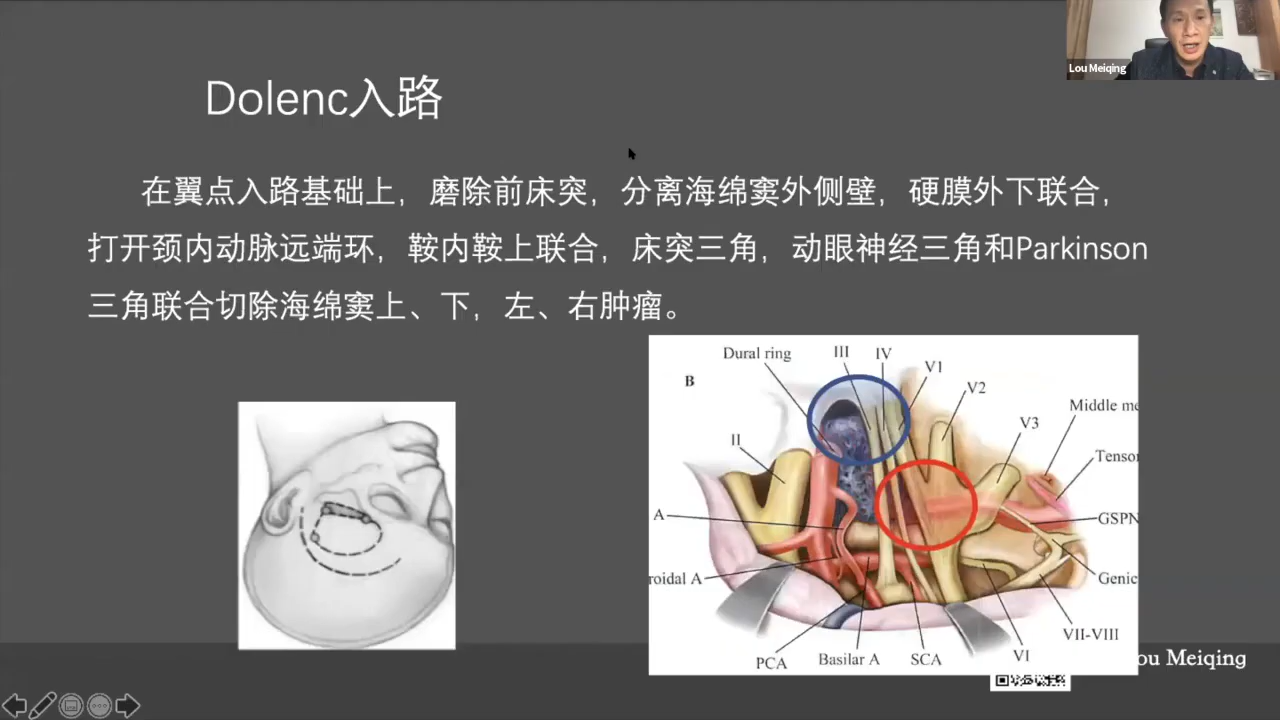 Lou Meiqing
Dolenc入路
在翼点入路基础上，磨除前床突，分离海绵窦外侧壁，硬膜外下联合，
打开颈内动脉远端环，鞍内鞍上联合，床突三角，动眼神经三角和Parkinson
三角联合切除海绵窦上、下，左、右肿瘤。
Dural ring
III
IV
V1
B
V2
Middle me
V3
II
Tensor
A
GSPN
roidal A
Genic
VII-VIII
PCA
Basilar A
SCA
VI
ou Meiqing